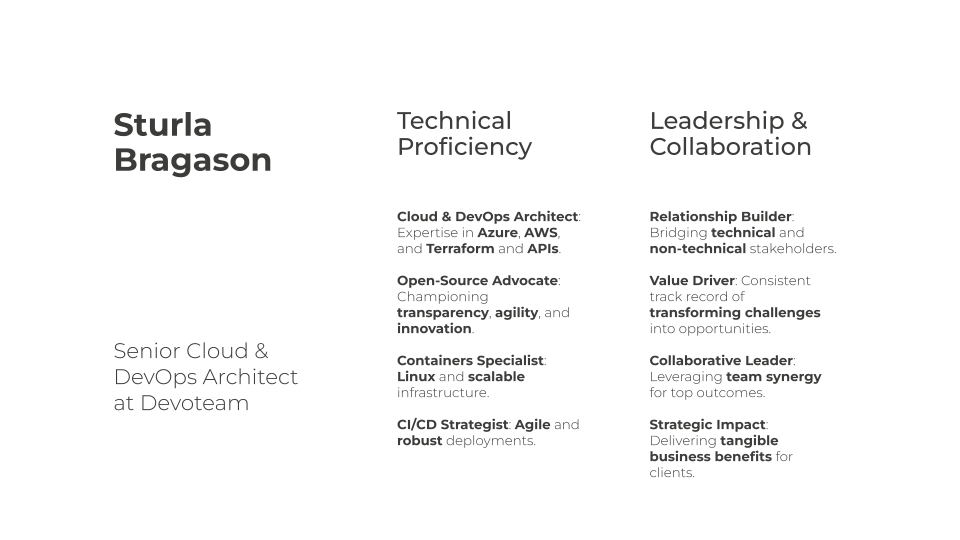 Sturla
Bragason
Senior Cloud &
DevOps Architect
at Devoteam
Technical
Proficiency
Cloud & DevOps Architect:
Expertise in Azure, AWS,
and Terraform and APIs.
Open-Source Advocate:
Championing
transparency, agility, and
innovation.
Containers Specialist:
Linux and scalable
infrastructure.
CI/CD Strategist: Agile and
robust deployments.
Leadership &
Collaboration
Relationship Builder:
Bridging technical and
non-technical stakeholders.
Value Driver: Consistent
track record of
transforming challenges
into opportunities.
Collaborative Leader:
Leveraging team synergy
for top outcomes.
Strategic Impact:
Delivering tangible
business benefits for
clients.